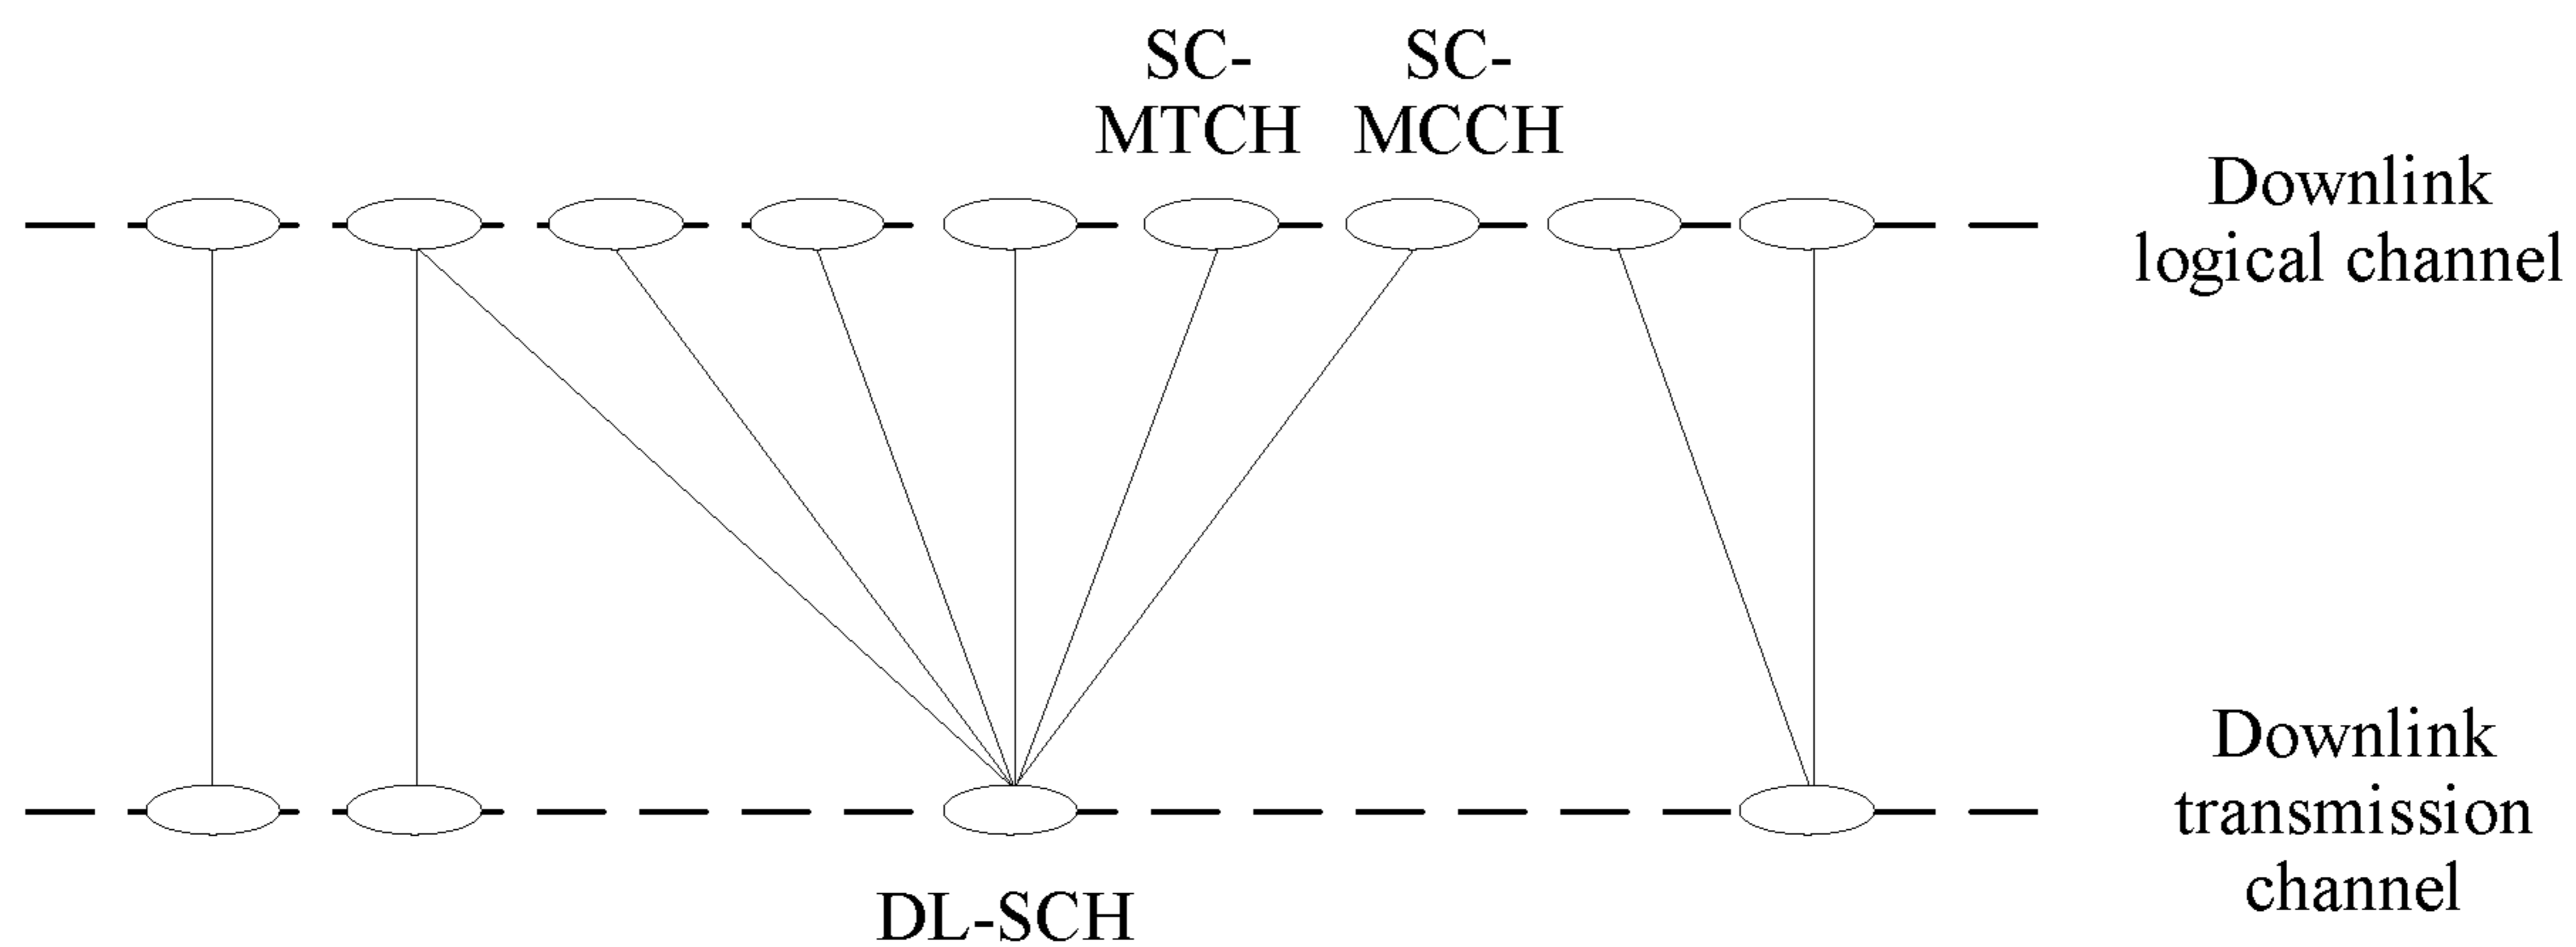 SC-
MTCH
SC-
MCCH
Downlink
logical channel
Downlink
transmission
channel
DL-SCH